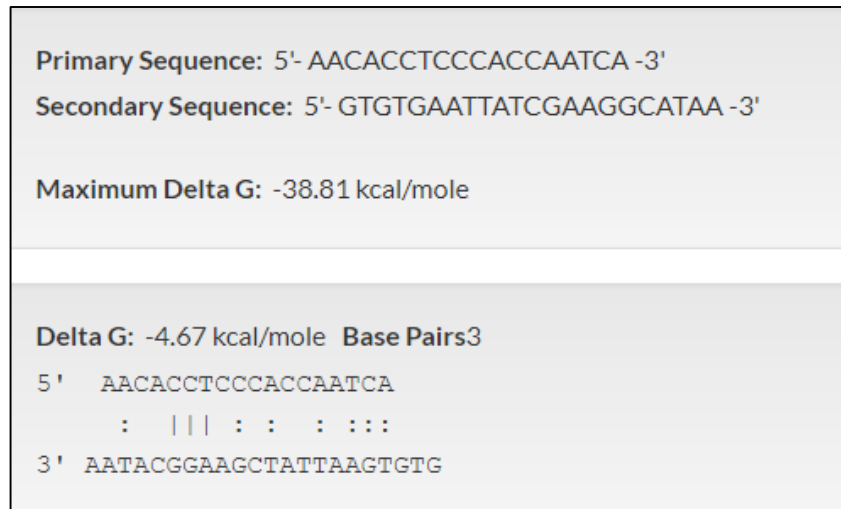 Primary Sequence: 5'- AACACCTCCCACCAATCA -3'
Secondary Sequence: 5'- GTGTGAATTATCGAAGGCATAA -3'
Maximum Delta G: -38.81 kcal/mole
Delta G: -4.67 kcal/mole Base Pairs3
5'  AACACCTCCCACCAATCA
    :  ||| : :  : :::
3' AATACGGAAGCTATTAAGTGTG